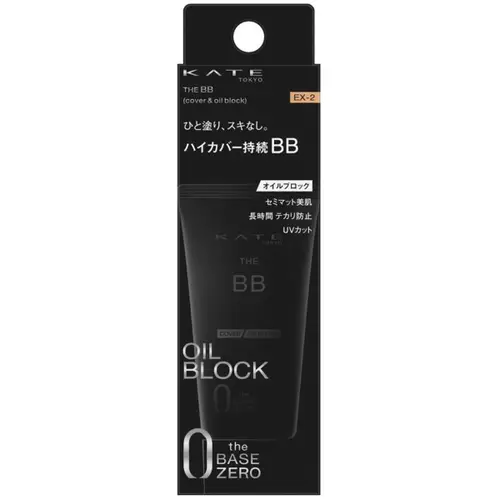 KATE
TOKYO
THE BB
(cover & oil block)
EX-2
ひと塗り、スキなし。
ハイカバー持続BB
オイルブロック
セミマット美肌
長時間 テカリ防止
UVカット
KATE
TOKYO
THE
BB
OIL
BLOCK
0
the
BASE
ZERO